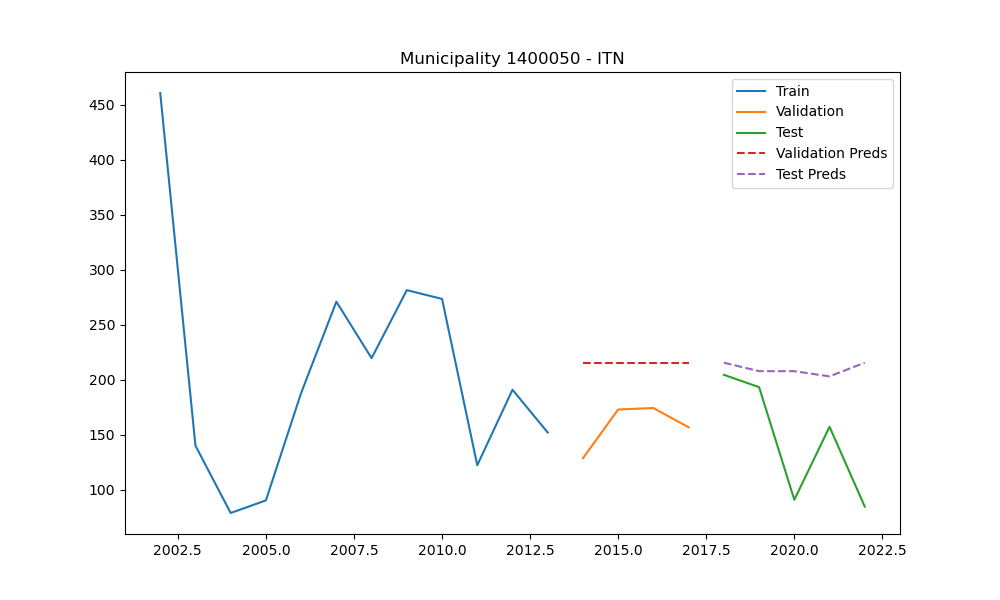 Municipality 1400050 - ITN
Train
Validation
Test
Validation Preds
Test Preds
450
400
350
300
250
200
150
100
2002.5 2005.0 2007.5 2010.0 2012.5 2015.0 2017.5 2020.0 2022.5